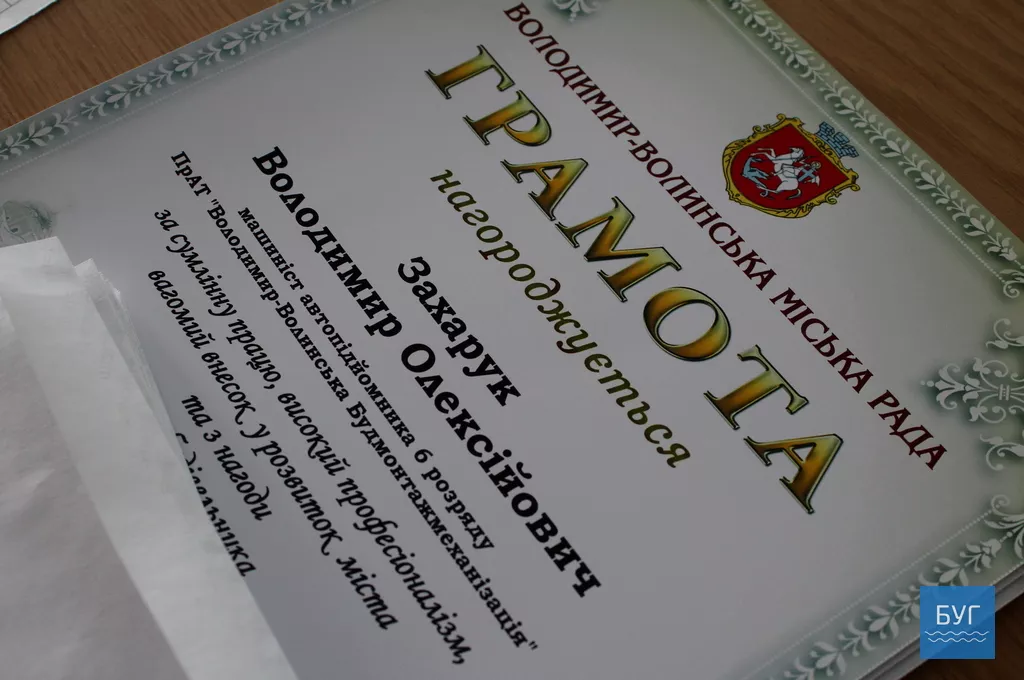 ВОЛОДИМИР-ВОЛИНСЬКА МІСЬКА РАДА
ГРАМОТА
нагороджується
Захарук
Володимир Олексійович
машиніст автопідйомника 6 розряду
ПрАТ "Володимир-Волинська Будмонтажмеханізація"
за сумлінну працю, високий професіоналізм,
вагомий внесок у розвиток міста
та з нагоди
БУГ